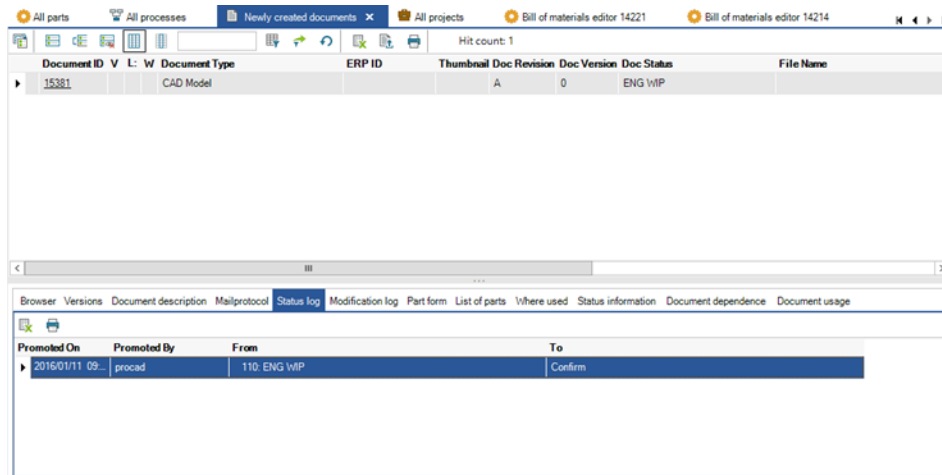 All parts All processes Newly created documents X All projects Bill of materials editor 14221 Bill of materials editor 14214
Hit count: 1
Document ID V L: W Document Type ERP ID Thumbnail Doc Revision Doc Version Doc Status File Name
15381 CAD Model A 0 ENG WIP
Browser Versions Document description Mailprotocol Status log Modification log Part form List of parts Where used Status information Document dependence Document usage
Promoted On Promoted By From To
2016/01/11 09:... procad 110: ENG WIP Confirm